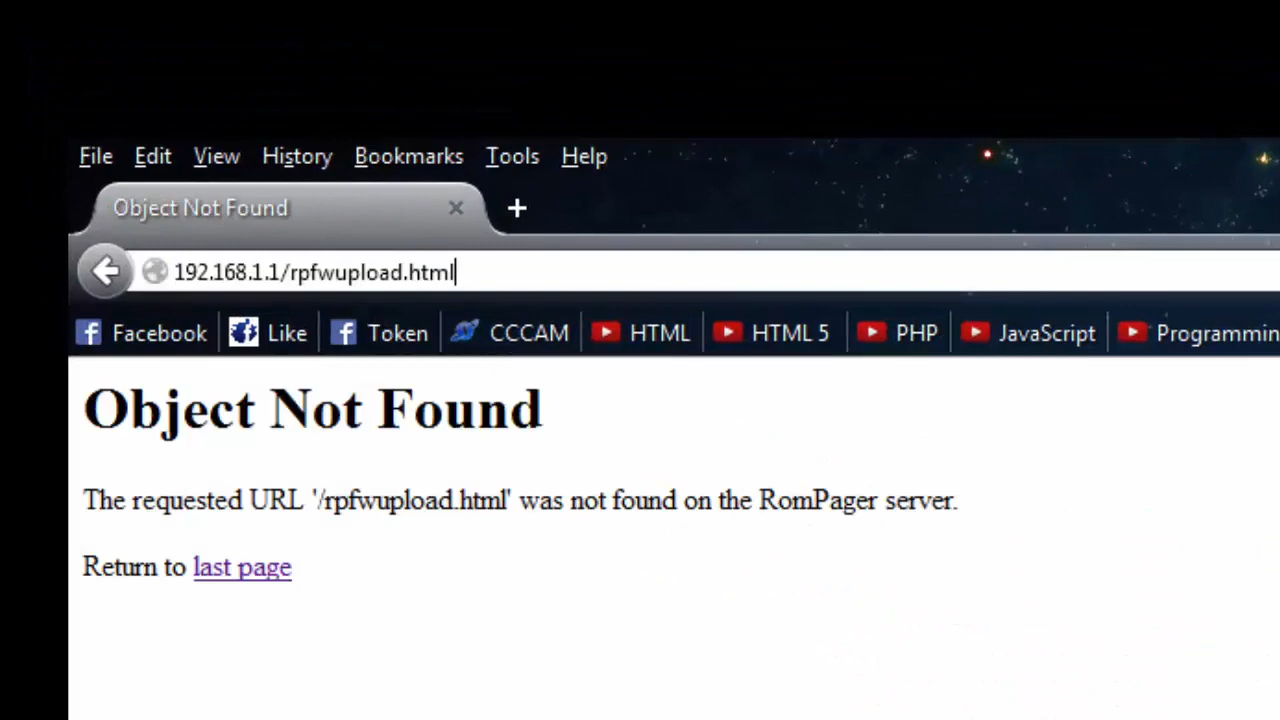 File Edit View History Bookmarks Tools Help
Object Not Found
192.168.1.1/rpfwupload.html
Facebook Like Token CCCAM HTML HTML 5 PHP JavaScript Programmin
Object Not Found
The requested URL '/rpfwupload.html' was not found on the RomPager server.
Return to last page